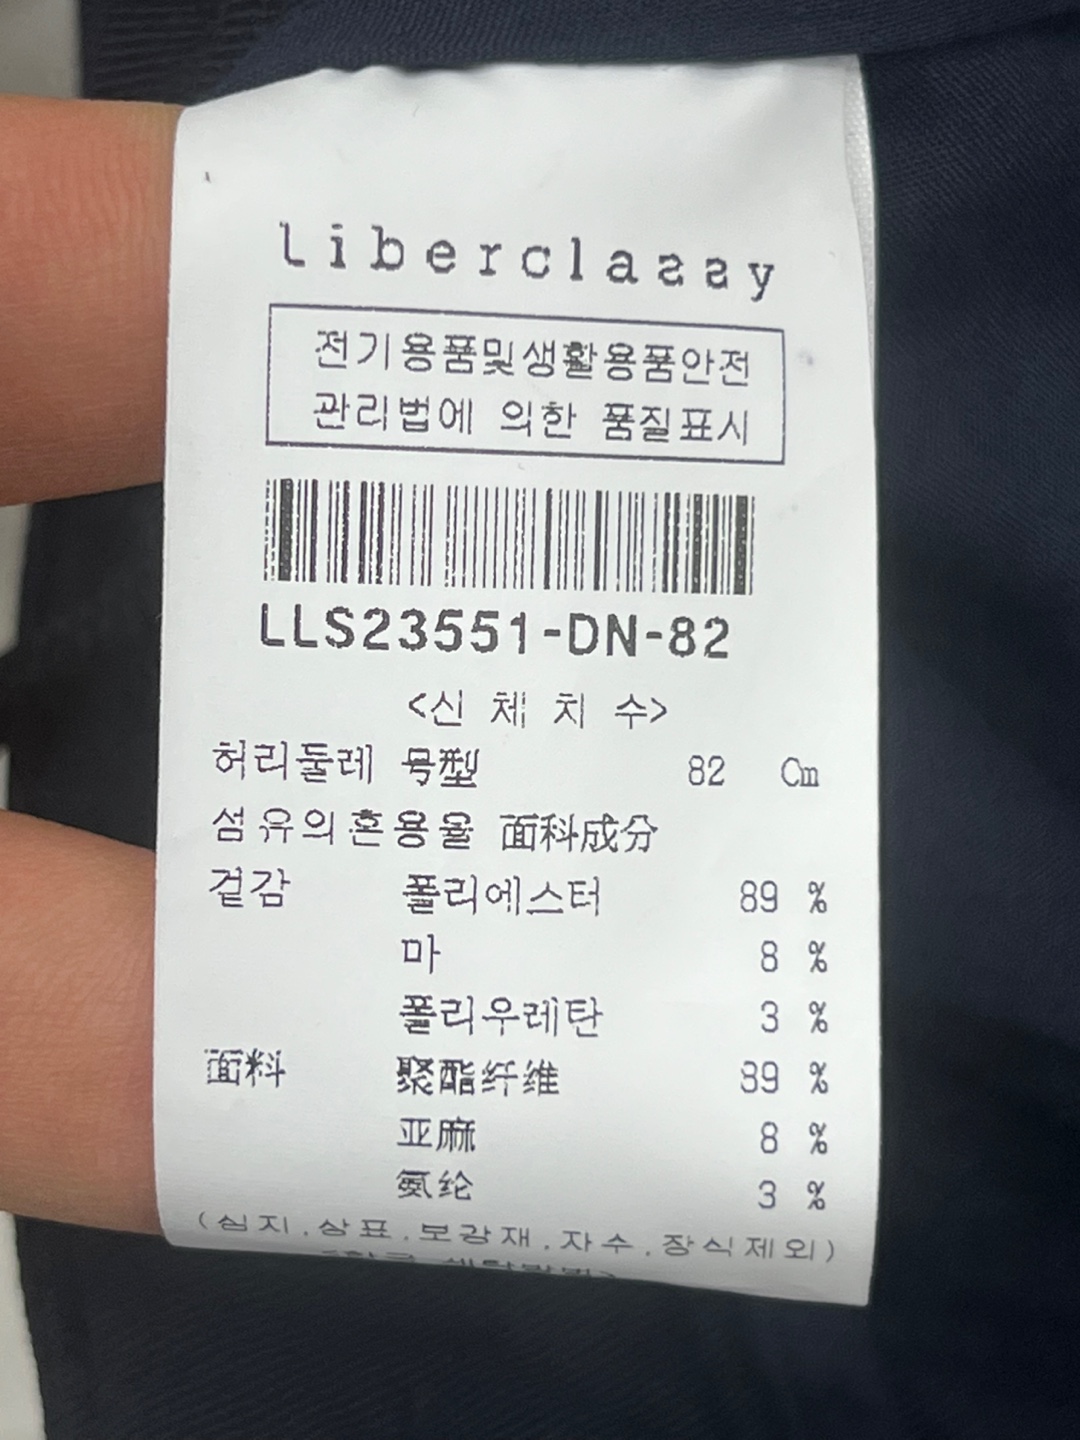 Liberclassy
전기용품및생활용품안전
관리법에 의한 품질표시
LLS23551-DN-82
<신 체 치 수>
허리둘레 号型 82 Cm
섬유의혼용율 面料成分
겉감 폴리에스터 89 %
마 8 %
폴리우레탄 3 %
面料 聚酯纤维 89 %
亚麻 8 %
氨纶 3 %
(심지.상표.보강재.자수.장식제외)